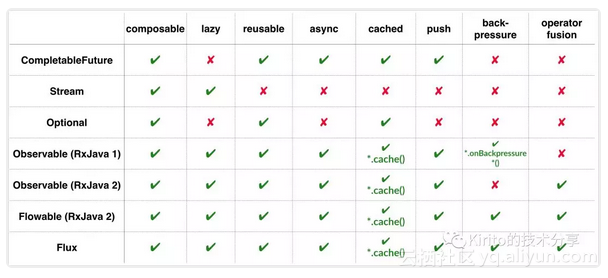 composable lazy reusable async cached push back-pressure operator fusion
CompletableFuture ✔ ✘ ✔ ✔ ✔ ✔ ✘ ✘
Stream ✔ ✔ ✘ ✘ ✘ ✘ ✘ ✘
Optional ✔ ✘ ✔ ✘ ✔ ✘ ✘ ✘
Observable (RxJava 1) ✔ ✔ ✔ ✔ ✔ *.cache() ✔ ✔ *.onBackpressure*() ✘
Observable (RxJava 2) ✔ ✔ ✔ ✔ ✔ *.cache() ✔ ✘ ✔
Flowable (RxJava 2) ✔ ✔ ✔ ✔ ✔ *.cache() ✔ ✔ ✔
Flux ✔ ✔ ✔ ✔ ✔ *.cache() ✔ ✔ ✔
Kirito的技术分享
云栖社区 yq.aliyun.com